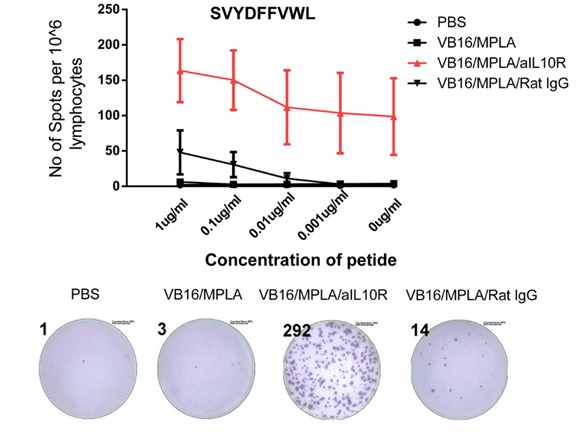 SVYDFFVWL
250
200
150
100
50
0
No of Spots per 10^6
lymphocytes
PBS
VB16/MPLA
VB16/MPLA/aIL10R
VB16/MPLA/Rat IgG
1ug/ml
0.1ug/ml
0.01ug/ml
0.001ug/ml
0ug/ml
Concentration of petide
PBS
VB16/MPLA
VB16/MPLA/aIL10R
VB16/MPLA/Rat IgG
1
3
292
14